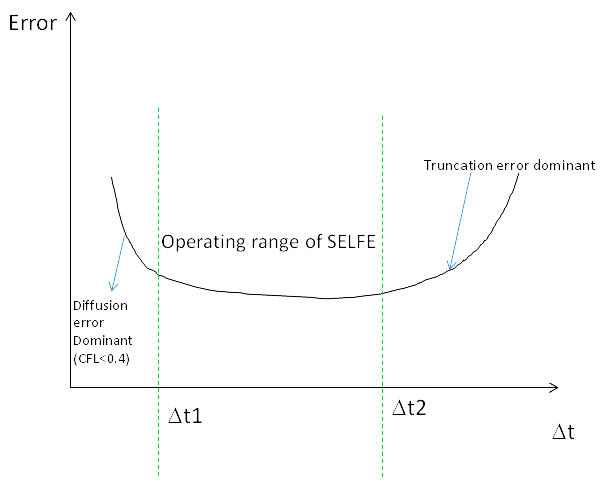 Error
Truncation error dominant
Operating range of SELFE
Diffusion
error
Dominant
(CFL<0.4)
Δt1
Δt2
Δt